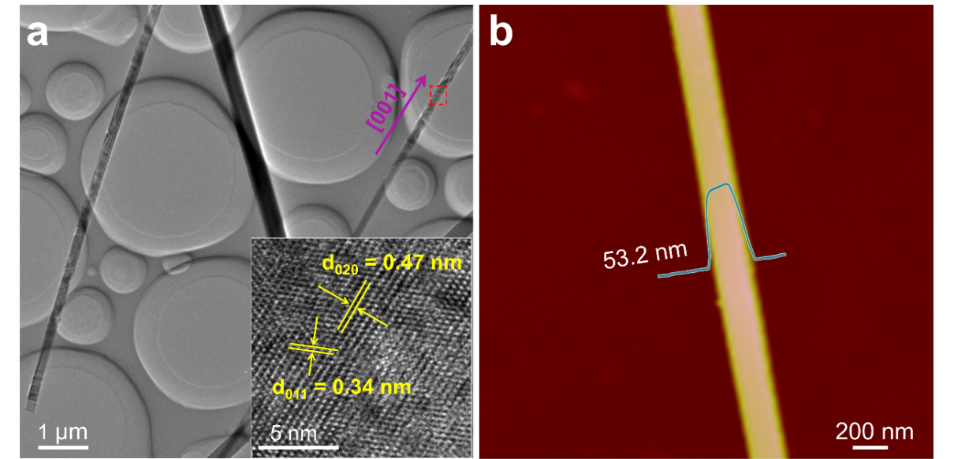 a
[001]
d020 = 0.47 nm
d011 = 0.34 nm
5 nm
1 μm
b
53.2 nm
200 nm